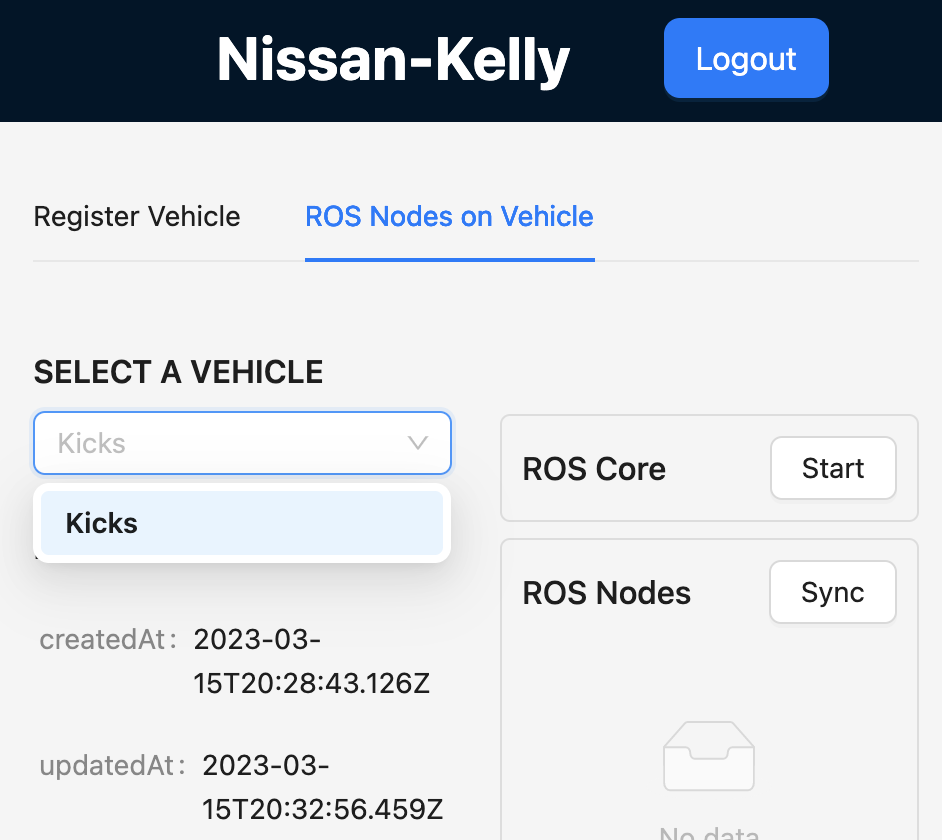 Nissan-Kelly
Logout
Register Vehicle
ROS Nodes on Vehicle
SELECT A VEHICLE
Kicks
Kicks
createdAt:
2023-03-
15T20:28:43.126Z
updatedAt:
2023-03-
15T20:32:56.459Z
ROS Core
Start
ROS Nodes
Sync
No data